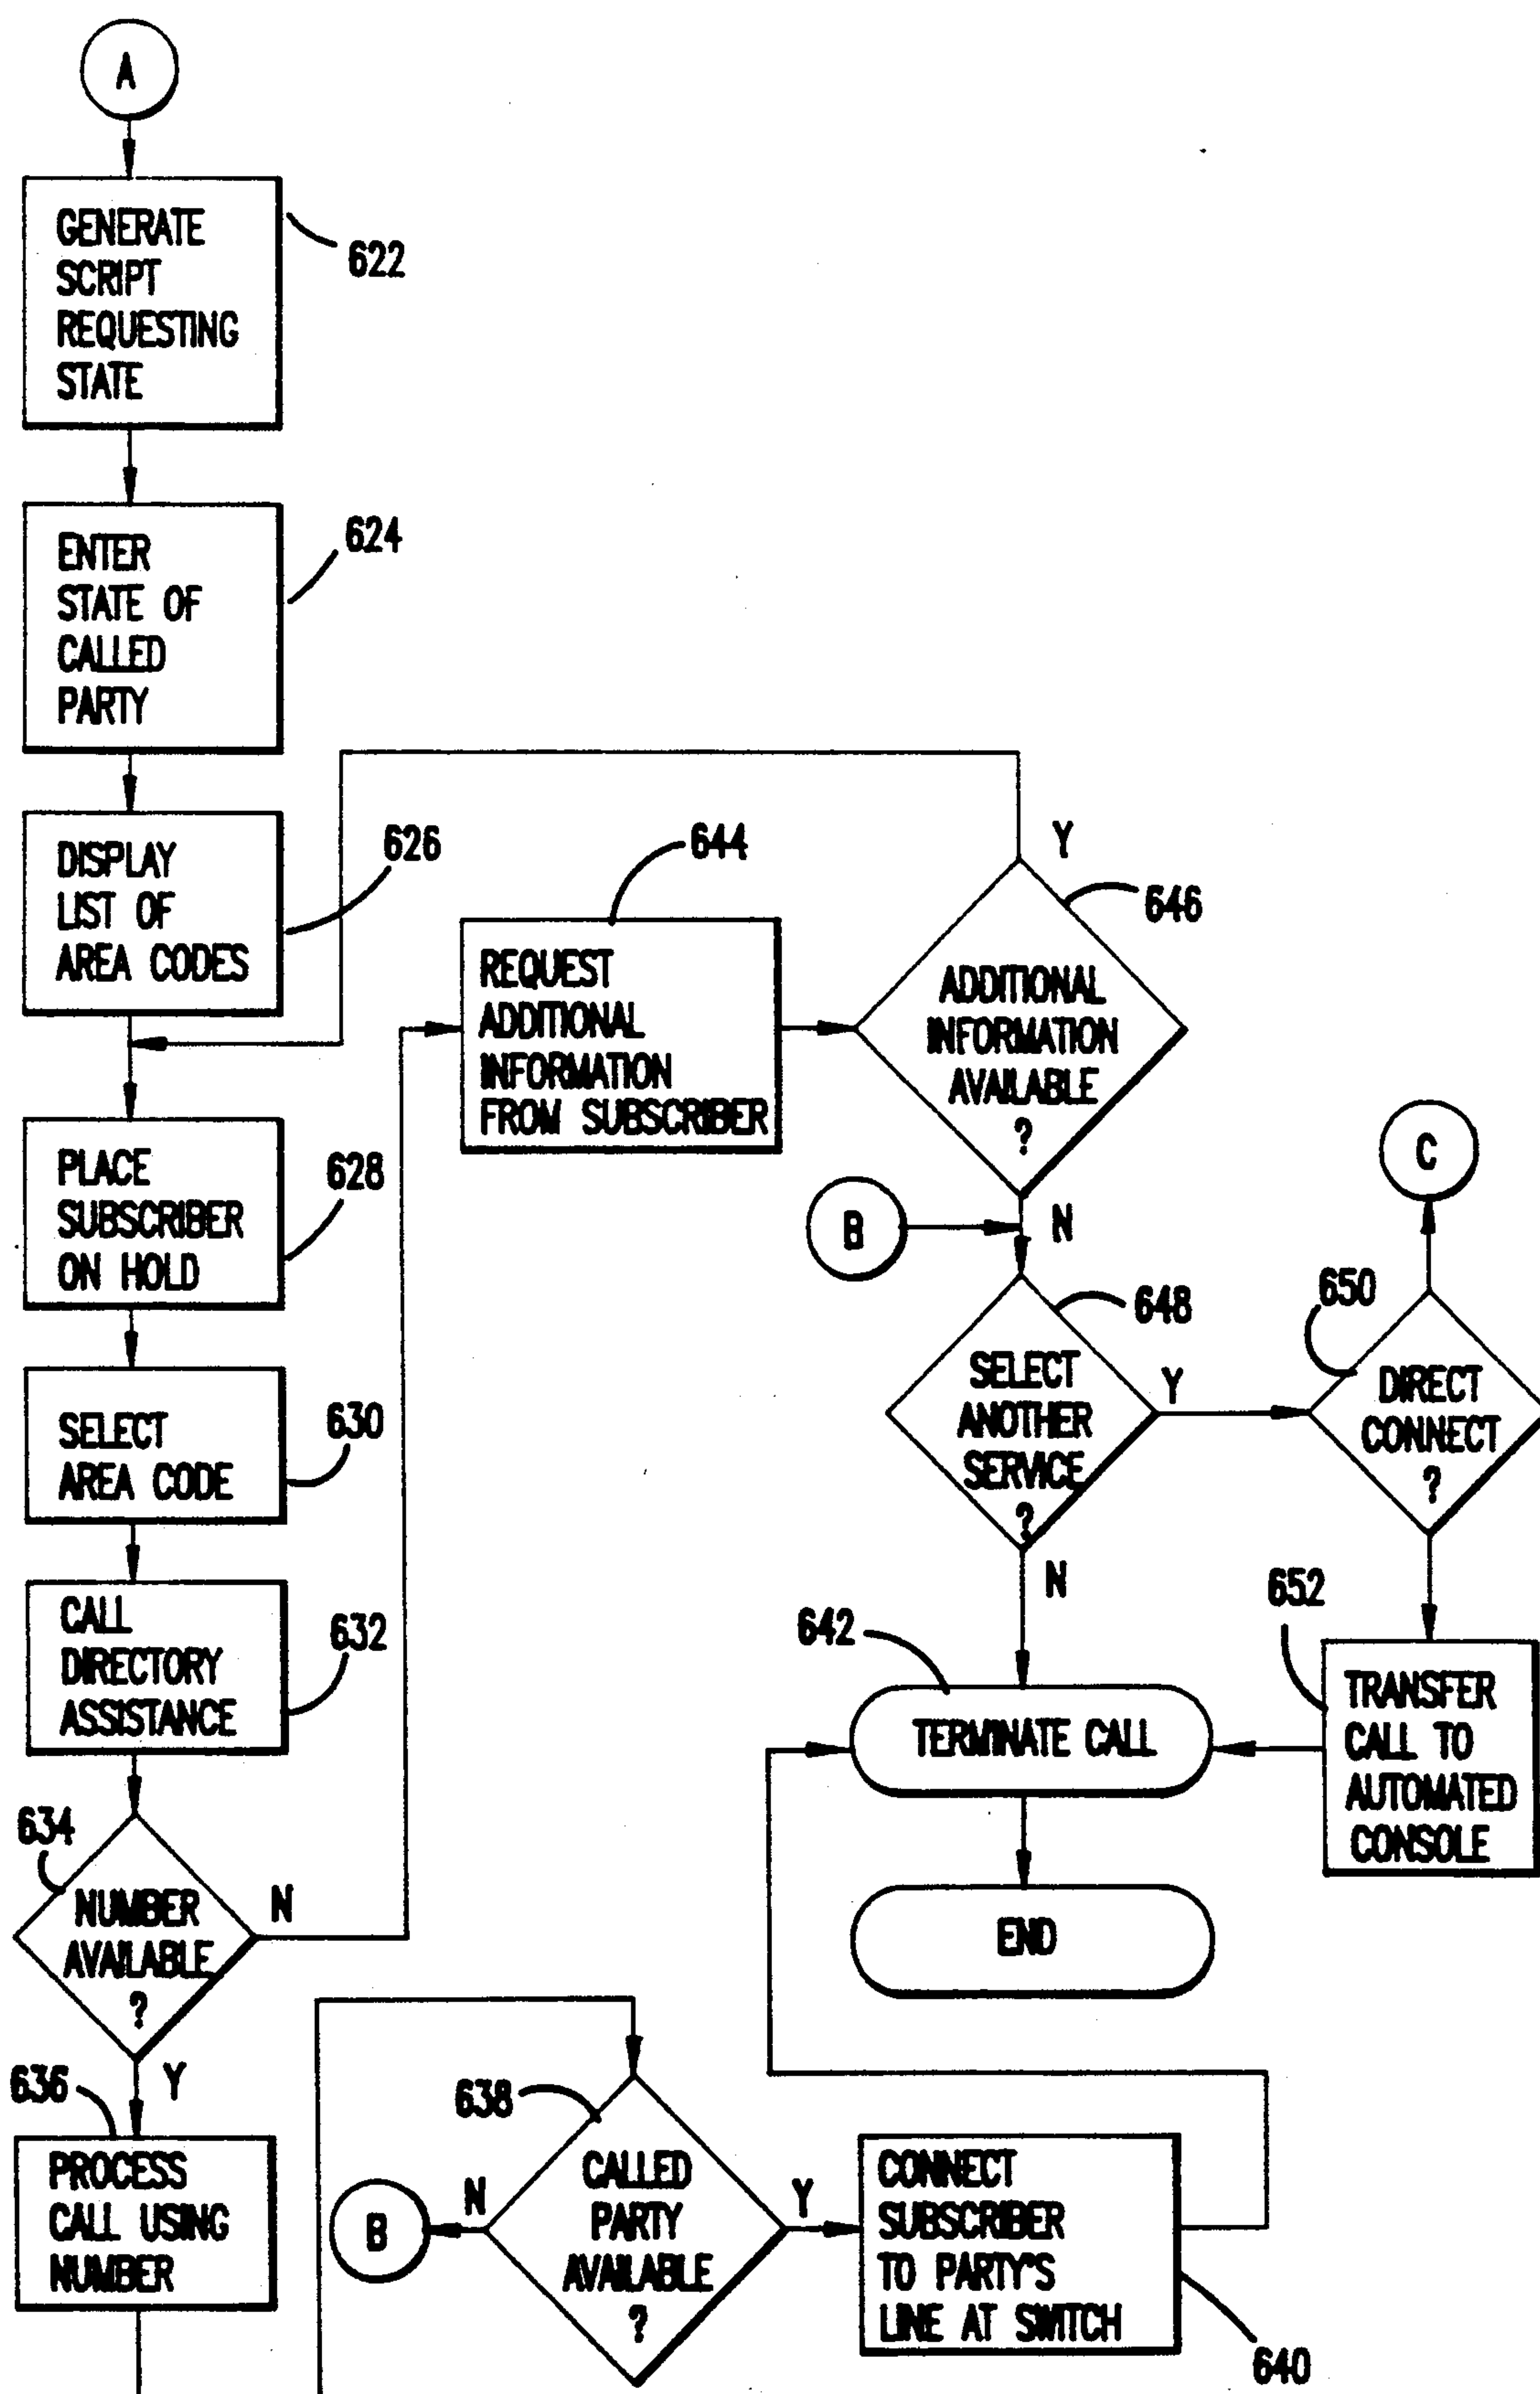 A
GENERATE
SCRIPT
REQUESTING
STATE
622
ENTER
STATE OF
CALLED
PARTY
624
DISPLAY
LIST OF
AREA CODES
626
PLACE
SUBSCRIBER
ON HOLD
628
SELECT
AREA CODE
630
CALL
DIRECTORY
ASSISTANCE
632
634
NUMBER
AVAILABLE
?
N
Y
636
PROCESS
CALL USING
NUMBER
644
REQUEST
ADDITIONAL
INFORMATION
FROM SUBSCRIBER
Y
646
ADDITIONAL
INFORMATION
AVAILABLE
?
N
B
648
SELECT
ANOTHER
SERVICE
?
Y
N
C
650
DIRECT
CONNECT
?
652
TRANSFER
CALL TO
AUTOMATED
CONSOLE
642
TERMINATE CALL
END
638
CALLED
PARTY
AVAILABLE
?
N
B
Y
CONNECT
SUBSCRIBER
TO PARTY'S
LINE AT SWITCH
640